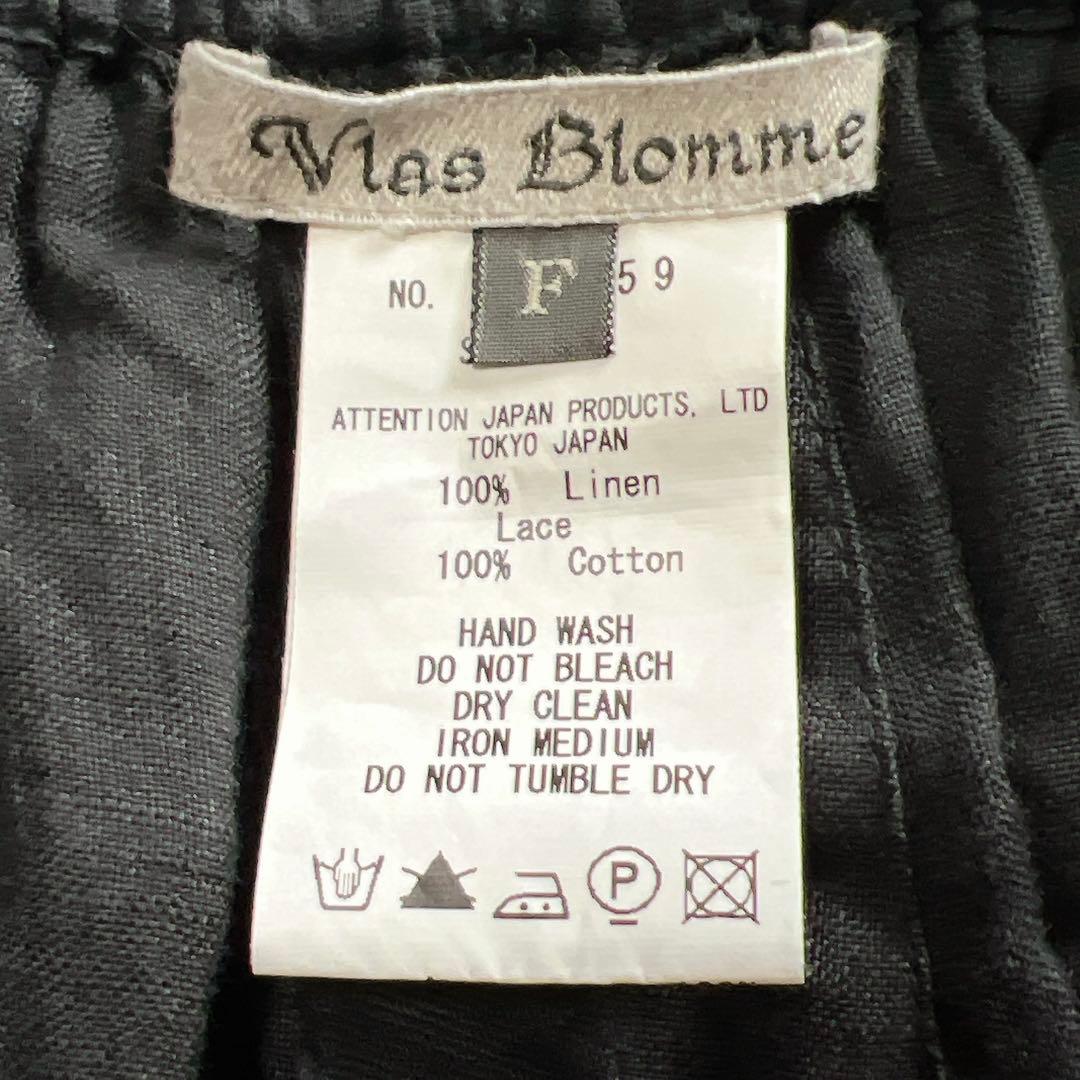 Vlas Blomme
NO. 59
F
ATTENTION JAPAN PRODUCTS, LTD
TOKYO JAPAN
100% Linen
Lace
100% Cotton
HAND WASH
DO NOT BLEACH
DRY CLEAN
IRON MEDIUM
DO NOT TUMBLE DRY
P